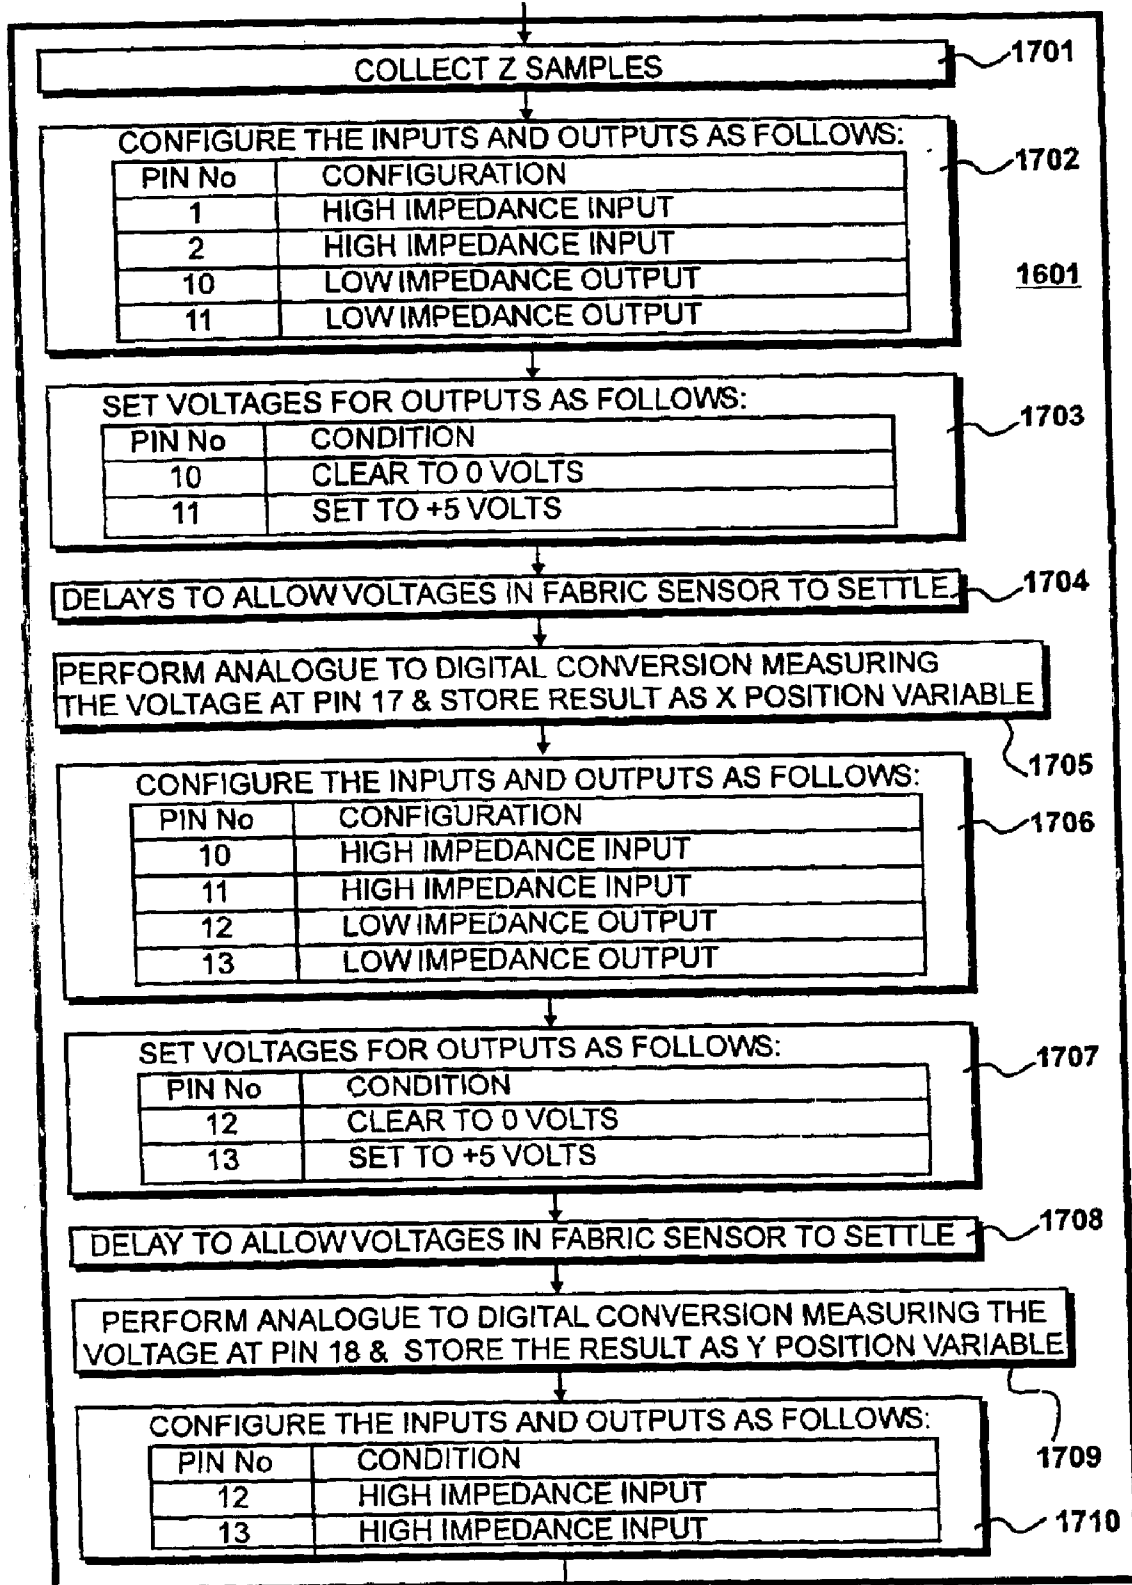 COLLECT Z SAMPLES
1701
CONFIGURE THE INPUTS AND OUTPUTS AS FOLLOWS:
1702
PIN No CONFIGURATION
1 HIGH IMPEDANCE INPUT
2 HIGH IMPEDANCE INPUT
10 LOW IMPEDANCE OUTPUT
1601
11 LOW IMPEDANCE OUTPUT
SET VOLTAGES FOR OUTPUTS AS FOLLOWS:
1703
PIN No CONDITION
10 CLEAR TO 0 VOLTS
11 SET TO +5 VOLTS
DELAYS TO ALLOW VOLTAGES IN FABRIC SENSOR TO SETTLE
1704
PERFORM ANALOGUE TO DIGITAL CONVERSION MEASURING
THE VOLTAGE AT PIN 17 & STORE RESULT AS X POSITION VARIABLE
1705
CONFIGURE THE INPUTS AND OUTPUTS AS FOLLOWS:
1706
PIN No CONFIGURATION
10 HIGH IMPEDANCE INPUT
11 HIGH IMPEDANCE INPUT
12 LOW IMPEDANCE OUTPUT
13 LOW IMPEDANCE OUTPUT
SET VOLTAGES FOR OUTPUTS AS FOLLOWS:
1707
PIN No CONDITION
12 CLEAR TO 0 VOLTS
13 SET TO +5 VOLTS
DELAY TO ALLOW VOLTAGES IN FABRIC SENSOR TO SETTLE
1708
PERFORM ANALOGUE TO DIGITAL CONVERSION MEASURING THE
VOLTAGE AT PIN 18 & STORE THE RESULT AS Y POSITION VARIABLE
1709
CONFIGURE THE INPUTS AND OUTPUTS AS FOLLOWS:
PIN No CONDITION
12 HIGH IMPEDANCE INPUT
13 HIGH IMPEDANCE INPUT
1710